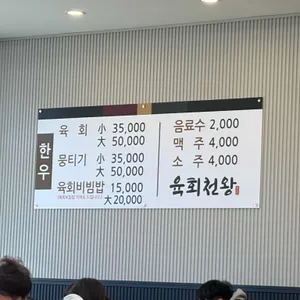 한우
육 회 小 35,000
大 50,000
뭉티기 小 35,000
大 50,000
육회비빔밥 15,000
大 20,000
음료수 2,000
맥 주 4,000
소 주 4,000
육회천왕